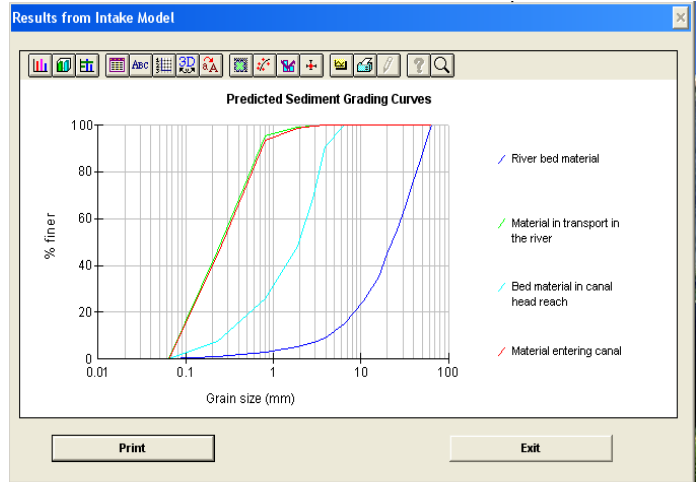 Results from Intake Model
ABC
3D
Predicted Sediment Grading Curves
100
80
60
40
20
0
% finer
0.01
0.1
1
10
100
Grain size (mm)
River bed material
Material in transport in
the river
Bed material in canal
head reach
Material entering canal
Print
Exit